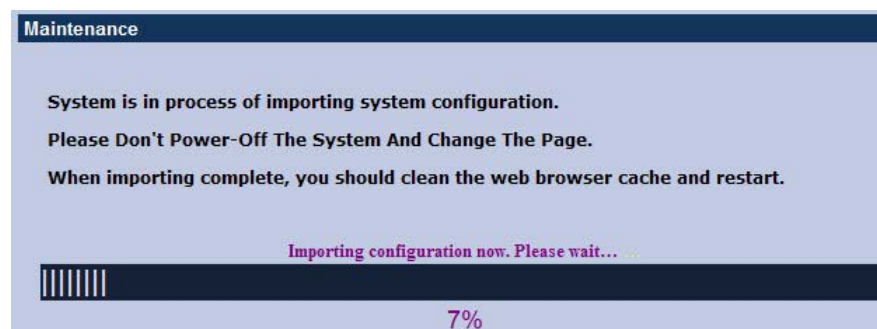 Maintenance
System is in process of importing system configuration.
Please Don't Power-Off The System And Change The Page.
When importing complete, you should clean the web browser cache and restart.
Importing configuration now. Please wait... ...
7%